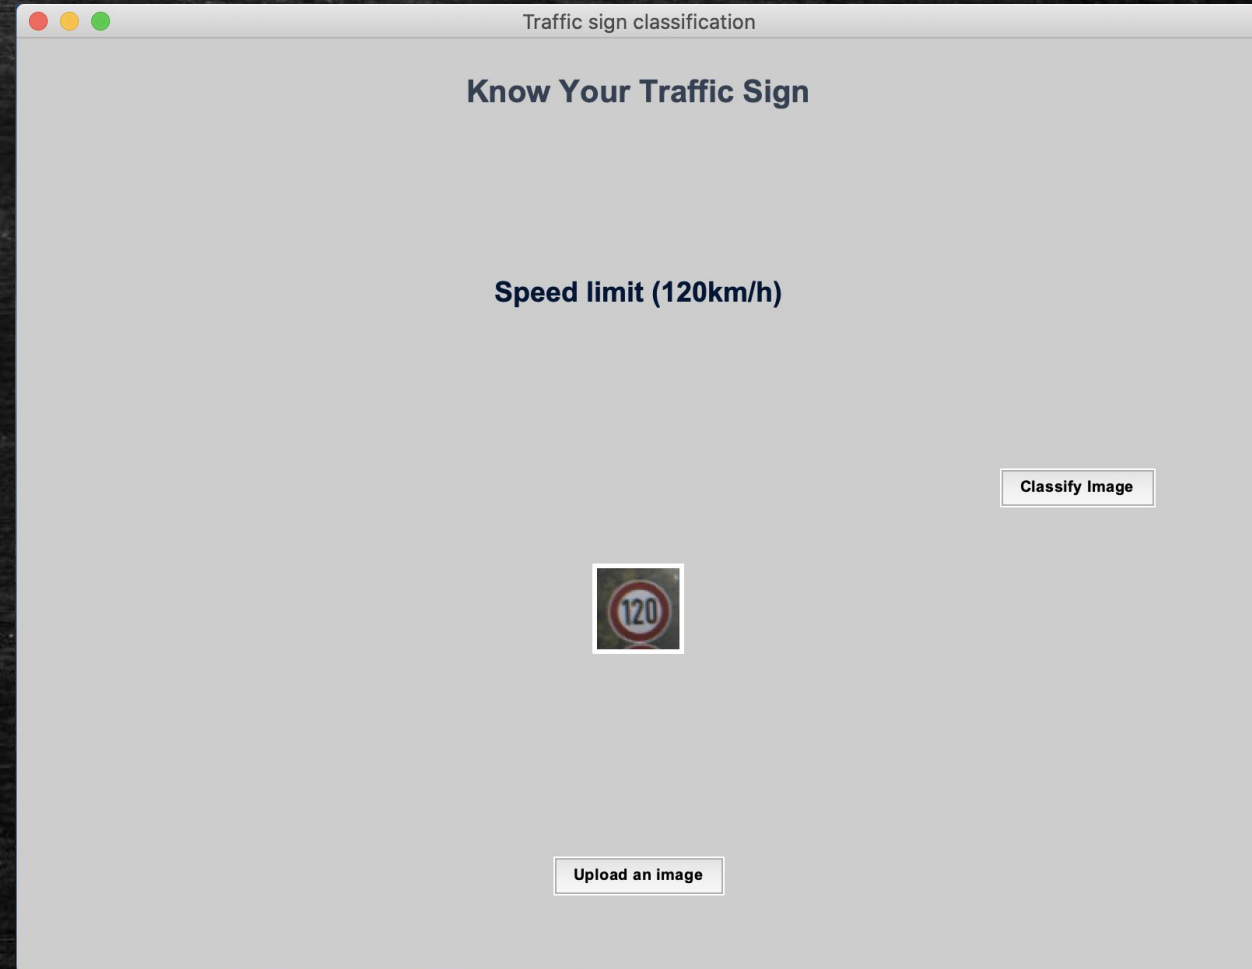 Traffic sign classification
Know Your Traffic Sign
Speed limit (120km/h)
Classify Image
120
Upload an image